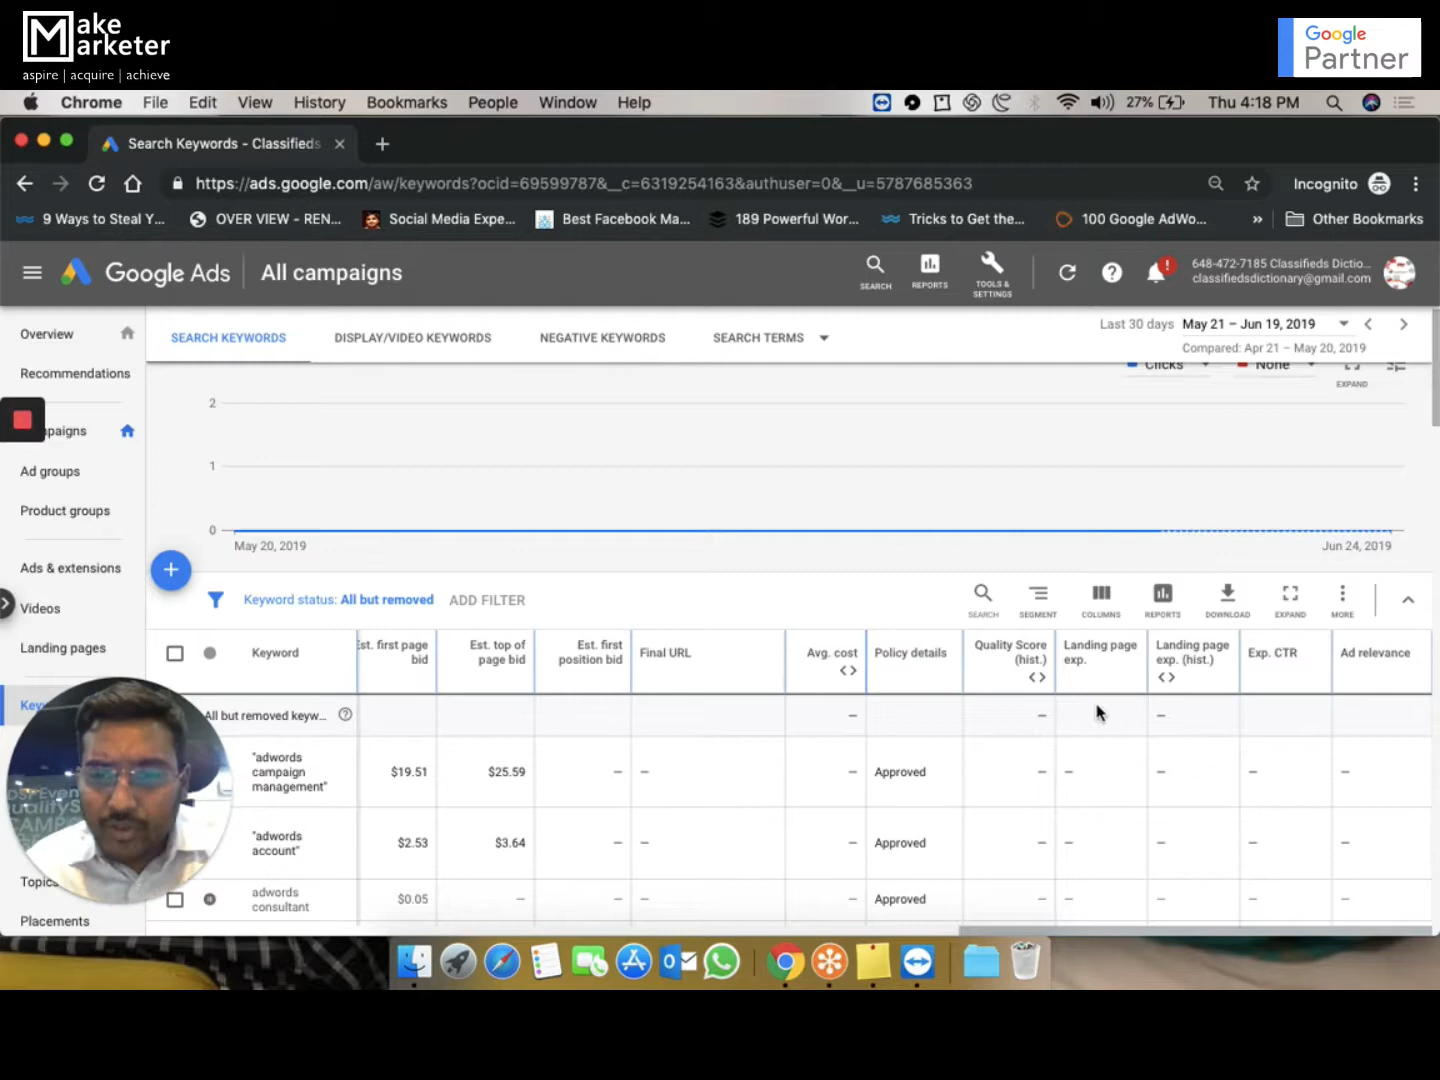 Make
Marketer
aspire | acquire | achieve
Google
Partner
Chrome File Edit View History Bookmarks People Window Help
27% Thu 4:18 PM
Search Keywords - Classifieds
https://ads.google.com/aw/keywords?ocid=69599787&__c=6319254163&authuser=0&__u=5787685363
Incognito
9 Ways to Steal Y...
OVER VIEW - REN...
Social Media Expe...
Best Facebook Ma...
189 Powerful Wor...
Tricks to Get the...
100 Google AdWo...
»
Other Bookmarks
Google Ads
All campaigns
SEARCH
REPORTS
TOOLS &
SETTINGS
648-472-7185 Classifieds Dictio...
classifiedsdictionary@gmail.com
Overview
Recommendations
paigns
Ad groups
Product groups
Ads & extensions
Videos
Landing pages
Key
Topics
Placements
SEARCH KEYWORDS
DISPLAY/VIDEO KEYWORDS
NEGATIVE KEYWORDS
SEARCH TERMS
Last 30 days May 21 – Jun 19, 2019
Compared: Apr 21 – May 20, 2019
Clicks
None
EXPAND
2
1
0
May 20, 2019
Jun 24, 2019
Keyword status: All but removed
ADD FILTER
SEARCH
SEGMENT
COLUMNS
REPORTS
DOWNLOAD
EXPAND
MORE
Keyword
Est. first page
bid
Est. top of
page bid
Est. first
position bid
Final URL
Avg. cost
Policy details
Quality Score
(hist.)
Landing page
exp.
Landing page
exp. (hist.)
Exp. CTR
Ad relevance
All but removed keyw... – – –
"adwords
campaign
management"
$19.51 $25.59 – – – Approved – – – – –
"adwords
account"
$2.53 $3.64 – – – Approved – – – – –
adwords
consultant
$0.05 – – – – Approved – – – – –